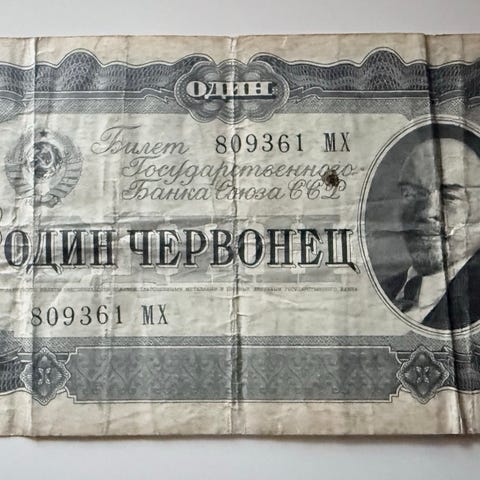 ОДИН
Билет 809361 МХ
Государственного
Банка Союза ССР
ОДИН ЧЕРВОНЕЦ
809361 МХ